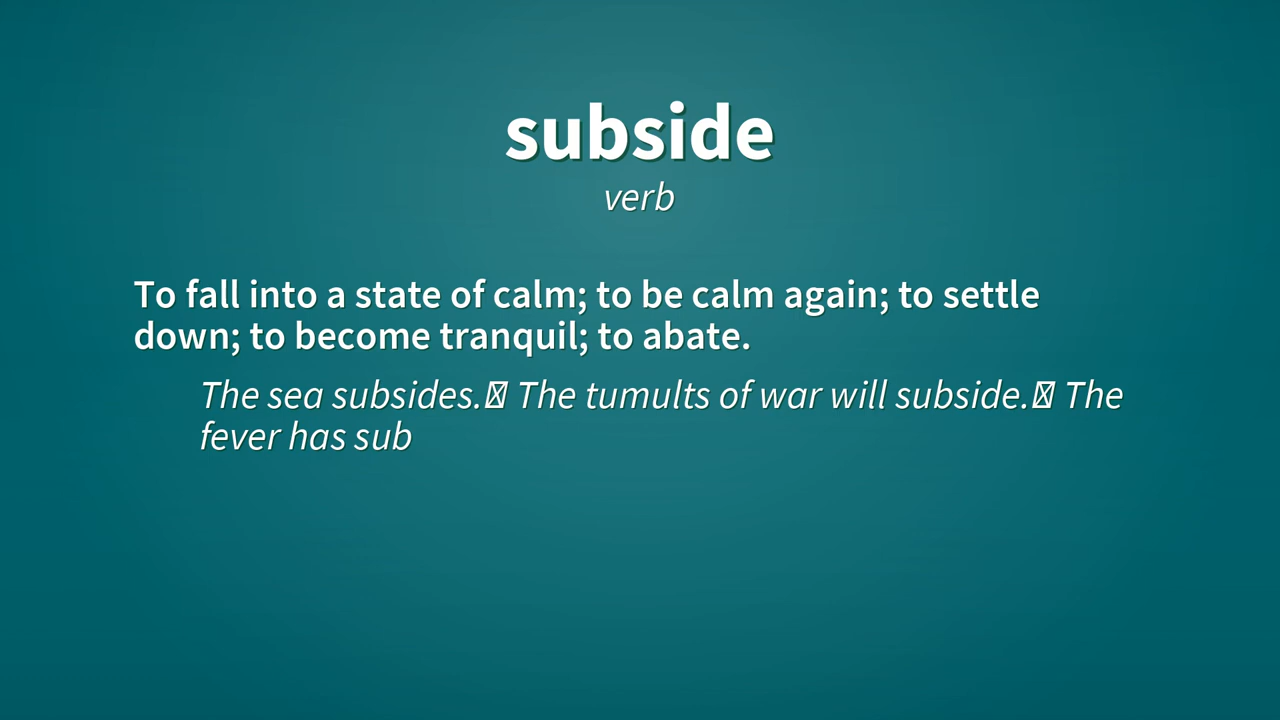 subside
verb
To fall into a state of calm; to be calm again; to settle
down; to become tranquil; to abate.
The sea subsides. The tumults of war will subside. The
fever has sub